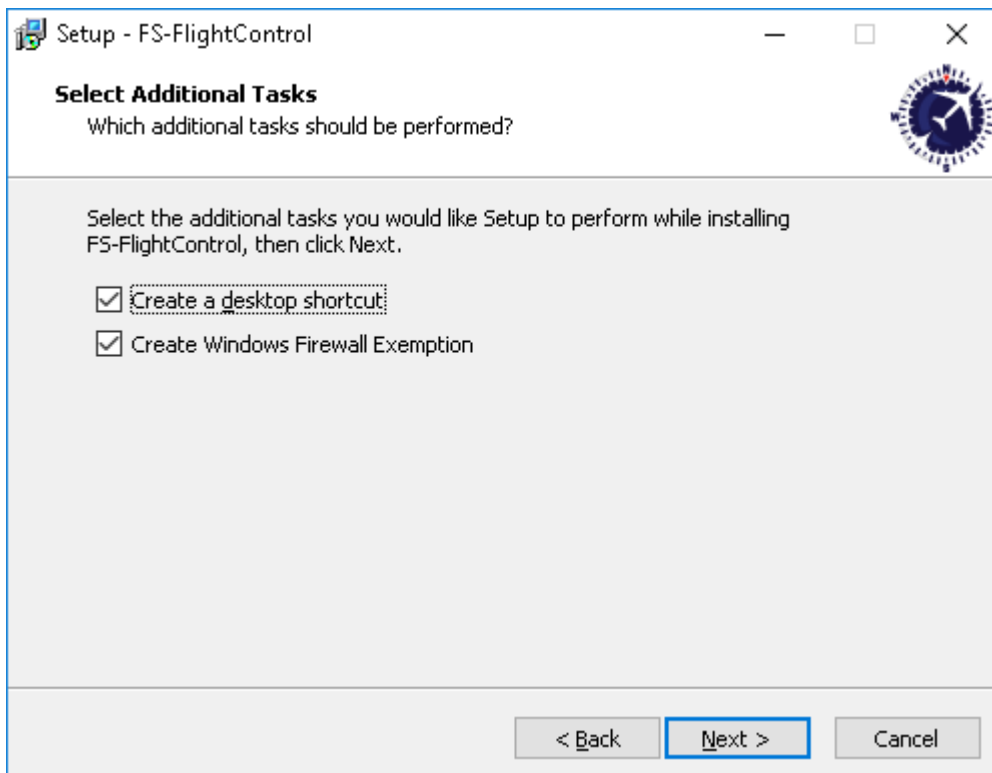 Setup - FS-FlightControl
Select Additional Tasks
Which additional tasks should be performed?
N
W
S
Select the additional tasks you would like Setup to perform while installing
FS-FlightControl, then click Next.
Create a desktop shortcut
Create Windows Firewall Exemption
< Back
Next >
Cancel